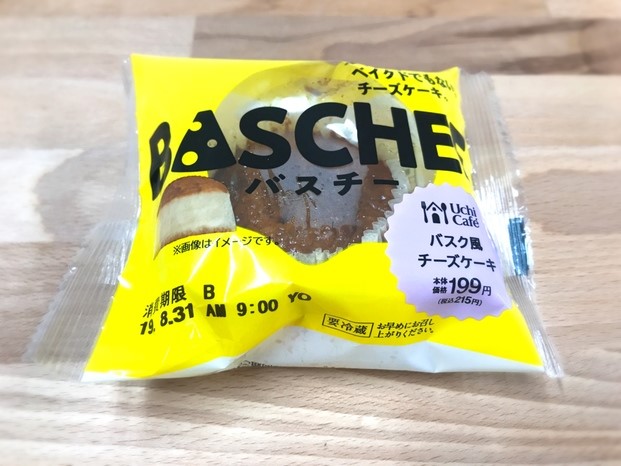 ベイクドでもない
チーズケーキ。
BASCHEE
バスチー
Uchi
Café
バスク風
チーズケーキ
本体
価格 199円
(税込215円)
※画像はイメージです
消費期限 B
19. 8.31 AM 9:00 YO
要冷蔵 お早めにお召し
上がりください。